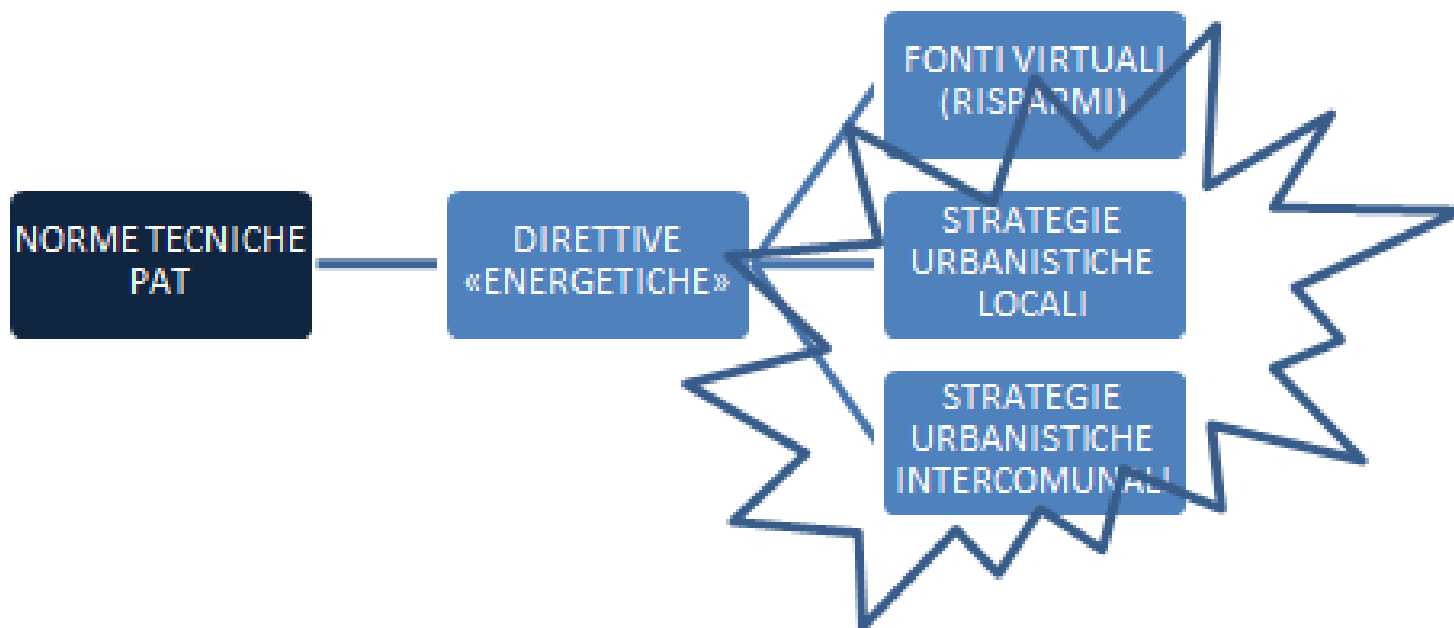 NORME TECNICHE
PAT
DIRETTIVE
«ENERGETICHE»
FONTI VIRTUALI
(RISPARMI)
STRATEGIE
URBANISTICHE
LOCALI
STRATEGIE
URBANISTICHE
INTERCOMUNALI